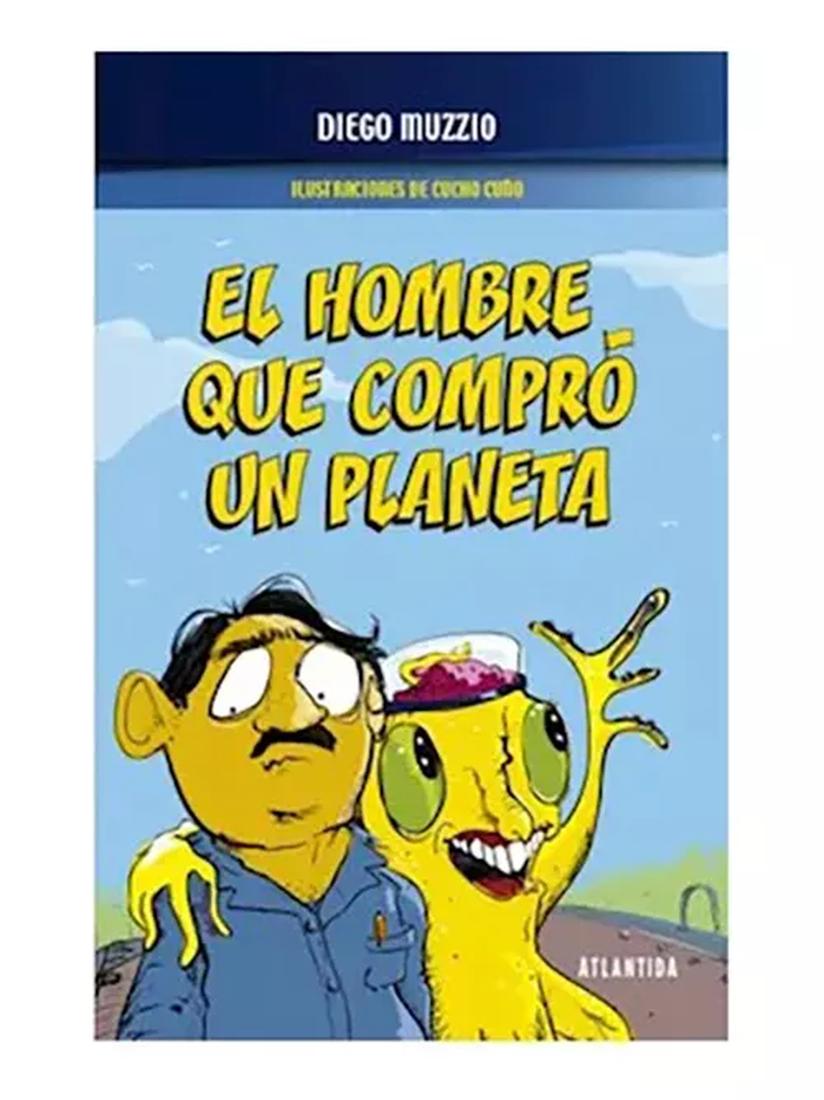 DIEGO MUZZIO
ILUSTRACIONES DE CUCHO CUÑO
EL HOMBRE
QUE COMPRÓ
UN PLANETA
ATLANTIDA